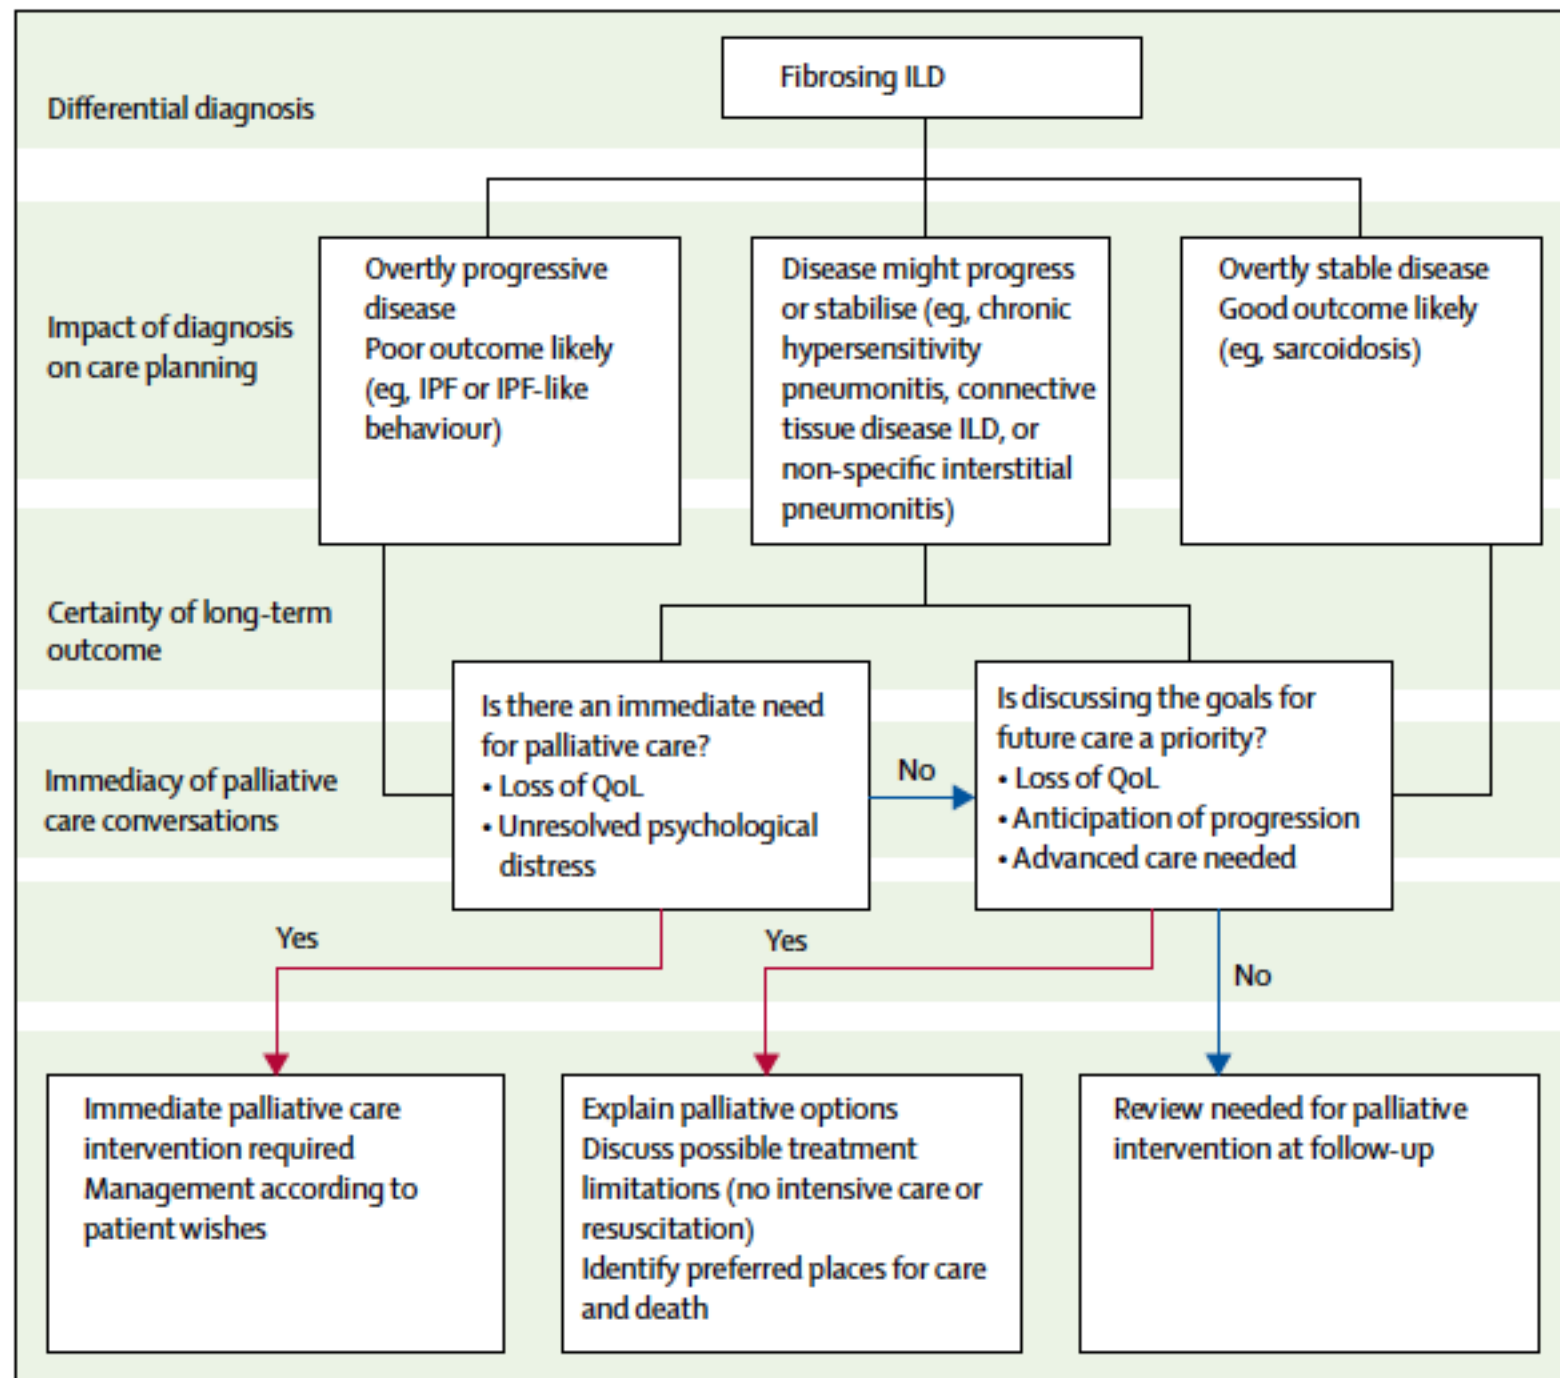 Fibrosing ILD
Differential diagnosis
Impact of diagnosis
on care planning
Overtly progressive
disease
Poor outcome likely
(eg, IPF or IPF-like
behaviour)
Disease might progress
or stabilise (eg, chronic
hypersensitivity
pneumonitis, connective
tissue disease ILD, or
non-specific interstitial
pneumonitis)
Overtly stable disease
Good outcome likely
(eg, sarcoidosis)
Certainty of long-term
outcome
Immediacy of palliative
care conversations
Is there an immediate need
for palliative care?
• Loss of QoL
• Unresolved psychological
distress
No
Is discussing the goals for
future care a priority?
• Loss of QoL
• Anticipation of progression
• Advanced care needed
Yes
Yes
No
Immediate palliative care
intervention required
Management according to
patient wishes
Explain palliative options
Discuss possible treatment
limitations (no intensive care or
resuscitation)
Identify preferred places for care
and death
Review needed for palliative
intervention at follow-up